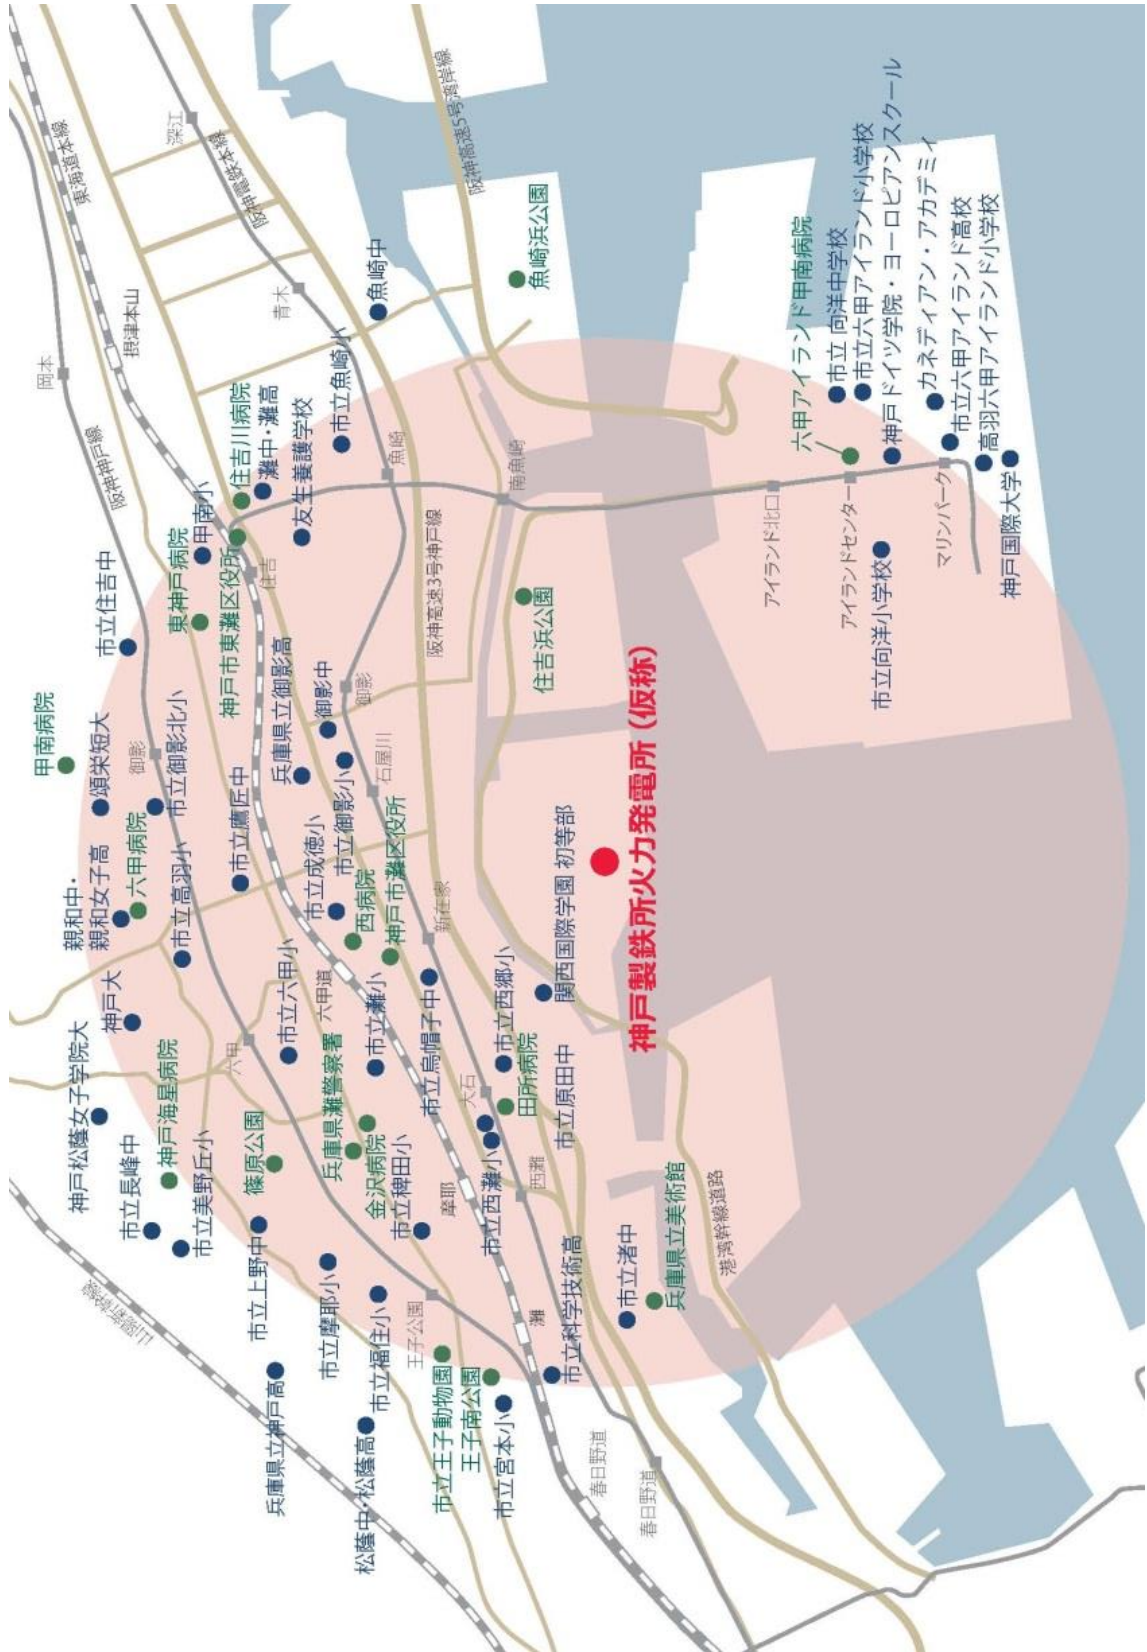 甲南病院
頌栄短大
親和中・
親和女子高
六甲病院
神戸大
神戸松蔭女子学院大
市立長峰中
神戸海星病院
市立美野丘小
篠原公園
市立上野中
兵庫県立神戸高
市立摩耶小
市立福住小
松蔭中・松蔭高
市立王子動物園
王子南公園
市立宮本小
山陽新幹線
市立高羽小
市立御影北小
御影
市立住吉中
阪神神戸線
岡本
東海道本線
摂津本山
深江
阪神電鉄本線
青木
魚崎中
市立魚崎小
友生養護学校
灘中・灘高
住吉川病院
甲南小
東神戸病院
神戸市東灘区役所
住吉
魚崎
南魚崎
兵庫県立御影高
御影中
御影
市立鷹匠中
市立成徳小
市立御影小
石屋川
西病院
神戸市灘区役所
新在家
六甲
市立六甲小
六甲道
兵庫県灘警察署
市立灘小
金沢病院
市立稗田小
市立烏帽子中
大石
市立西郷小
田所病院
市立原田中
摩耶
市立西灘小
西灘
王子公園
灘
市立科学技術高
市立渚中
兵庫県立美術館
港湾幹線道路
春日野道
春日野道
関西国際学園 初等部
神戸製鉄所火力発電所（仮称）
住吉浜公園
阪神高速3号神戸線
阪神高速5号湾岸線
魚崎浜公園
六甲アイランド甲南病院
市立 向洋中学校
市立六甲アイランド小学校
神戸ドイツ学院・ヨーロピアンスクール
カネディアン・アカデミィ
市立六甲アイランド高校
高羽六甲アイランド小学校
神戸国際大学
アイランド北口
アイランドセンター
市立向洋小学校
マリンパーク